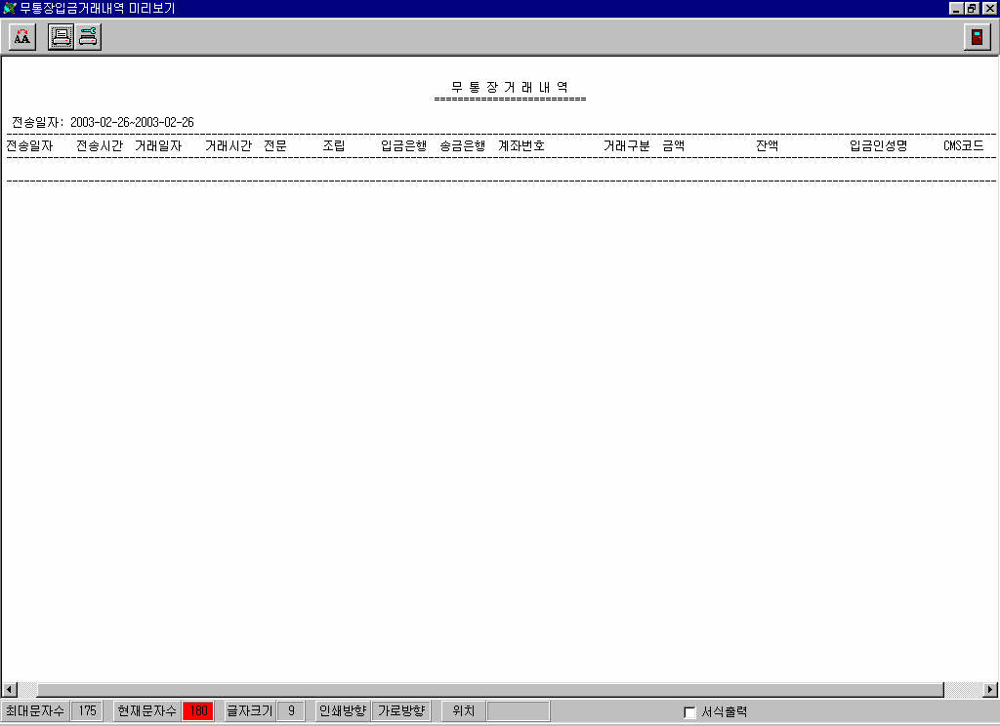 무통장입금거래내역 미리보기
AA
무 통 장 거 래 내 역
==========================
전송일자: 2003-02-26~2003-02-26
전송일자 전송시간 거래일자 거래시간 전문 조립 입금은행 송금은행 계좌번호 거래구분 금액 잔액 입금인성명 CMS코드
최대문자수 175 현재문자수 180 글자크기 9 인쇄방향 가로방향 위치 서식출력